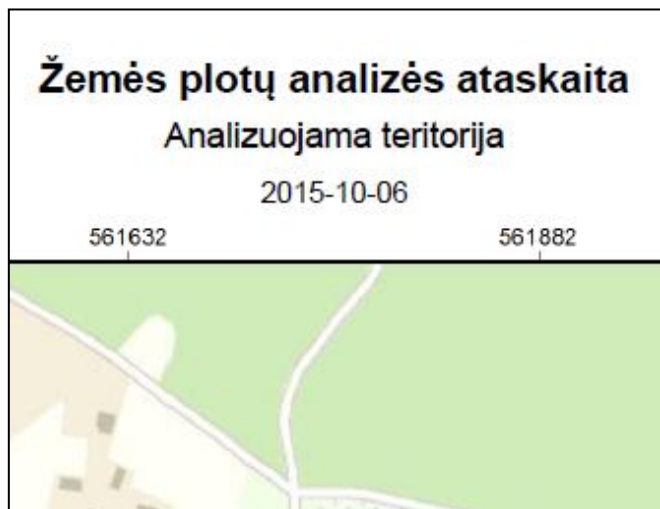 Žemės plotų analizės ataskaita
Analizuojama teritorija
2015-10-06
561632 561882